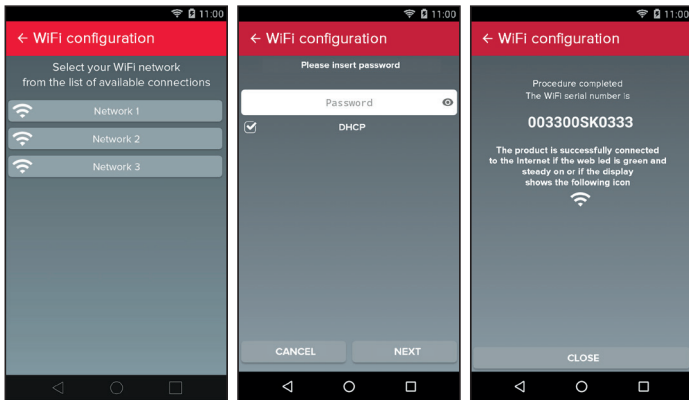 11:00
← WiFi configuration
Select your WiFi network
from the list of available connections
Network 1
Network 2
Network 3
11:00
← WiFi configuration
Please insert password
Password
DHCP
CANCEL
NEXT
11:00
← WiFi configuration
Procedure completed
The WiFi serial number is
003300SK0333
The product is successfully connected
to the Internet if the web led is green and
steady on or if the display
shows the following icon
CLOSE